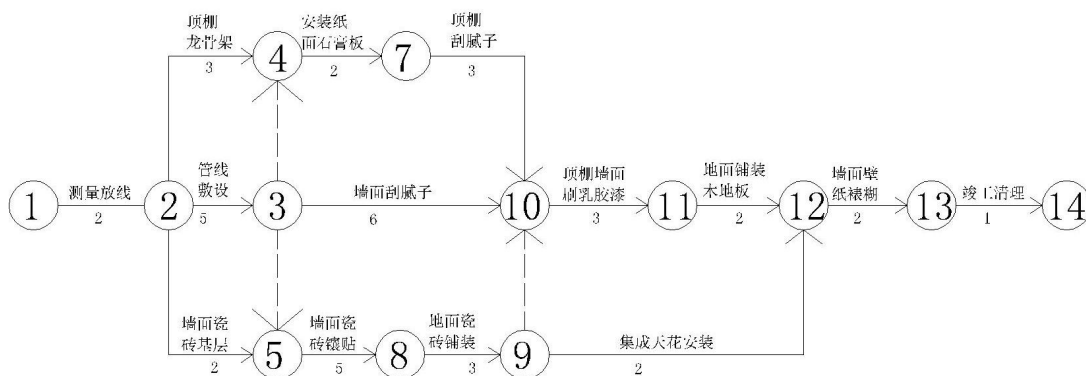 顶棚
龙骨架
3
4
安装纸
面石膏板
2
7
顶棚
刮腻子
3
1
测量放线
2
2
管线
敷设
5
3
墙面刮腻子
6
10
顶棚墙面
刷乳胶漆
3
11
地面铺装
木地板
2
12
墙面壁
纸裱糊
2
13
竣工清理
1
14
墙面瓷
砖基层
2
5
墙面瓷
砖镶贴
5
8
地面瓷
砖铺装
3
9
集成天花安装
2